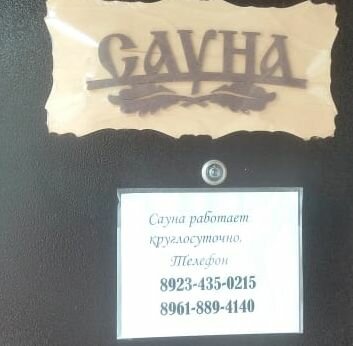 САУНА
Сауна работает
круглосуточно.
Телефон
8923-435-0215
8961-889-4140